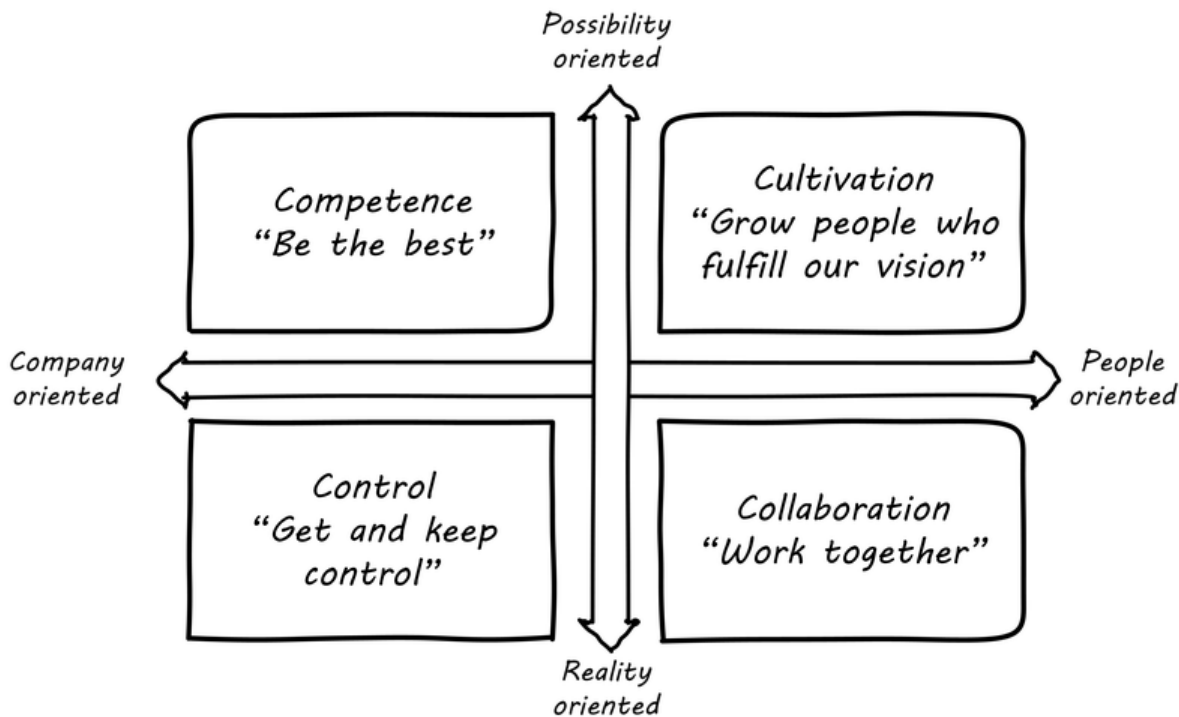 Possibility
oriented
Competence
“Be the best”
Cultivation
“Grow people who
fulfill our vision”
Company
oriented
People
oriented
Control
“Get and keep
control”
Collaboration
“Work together”
Reality
oriented